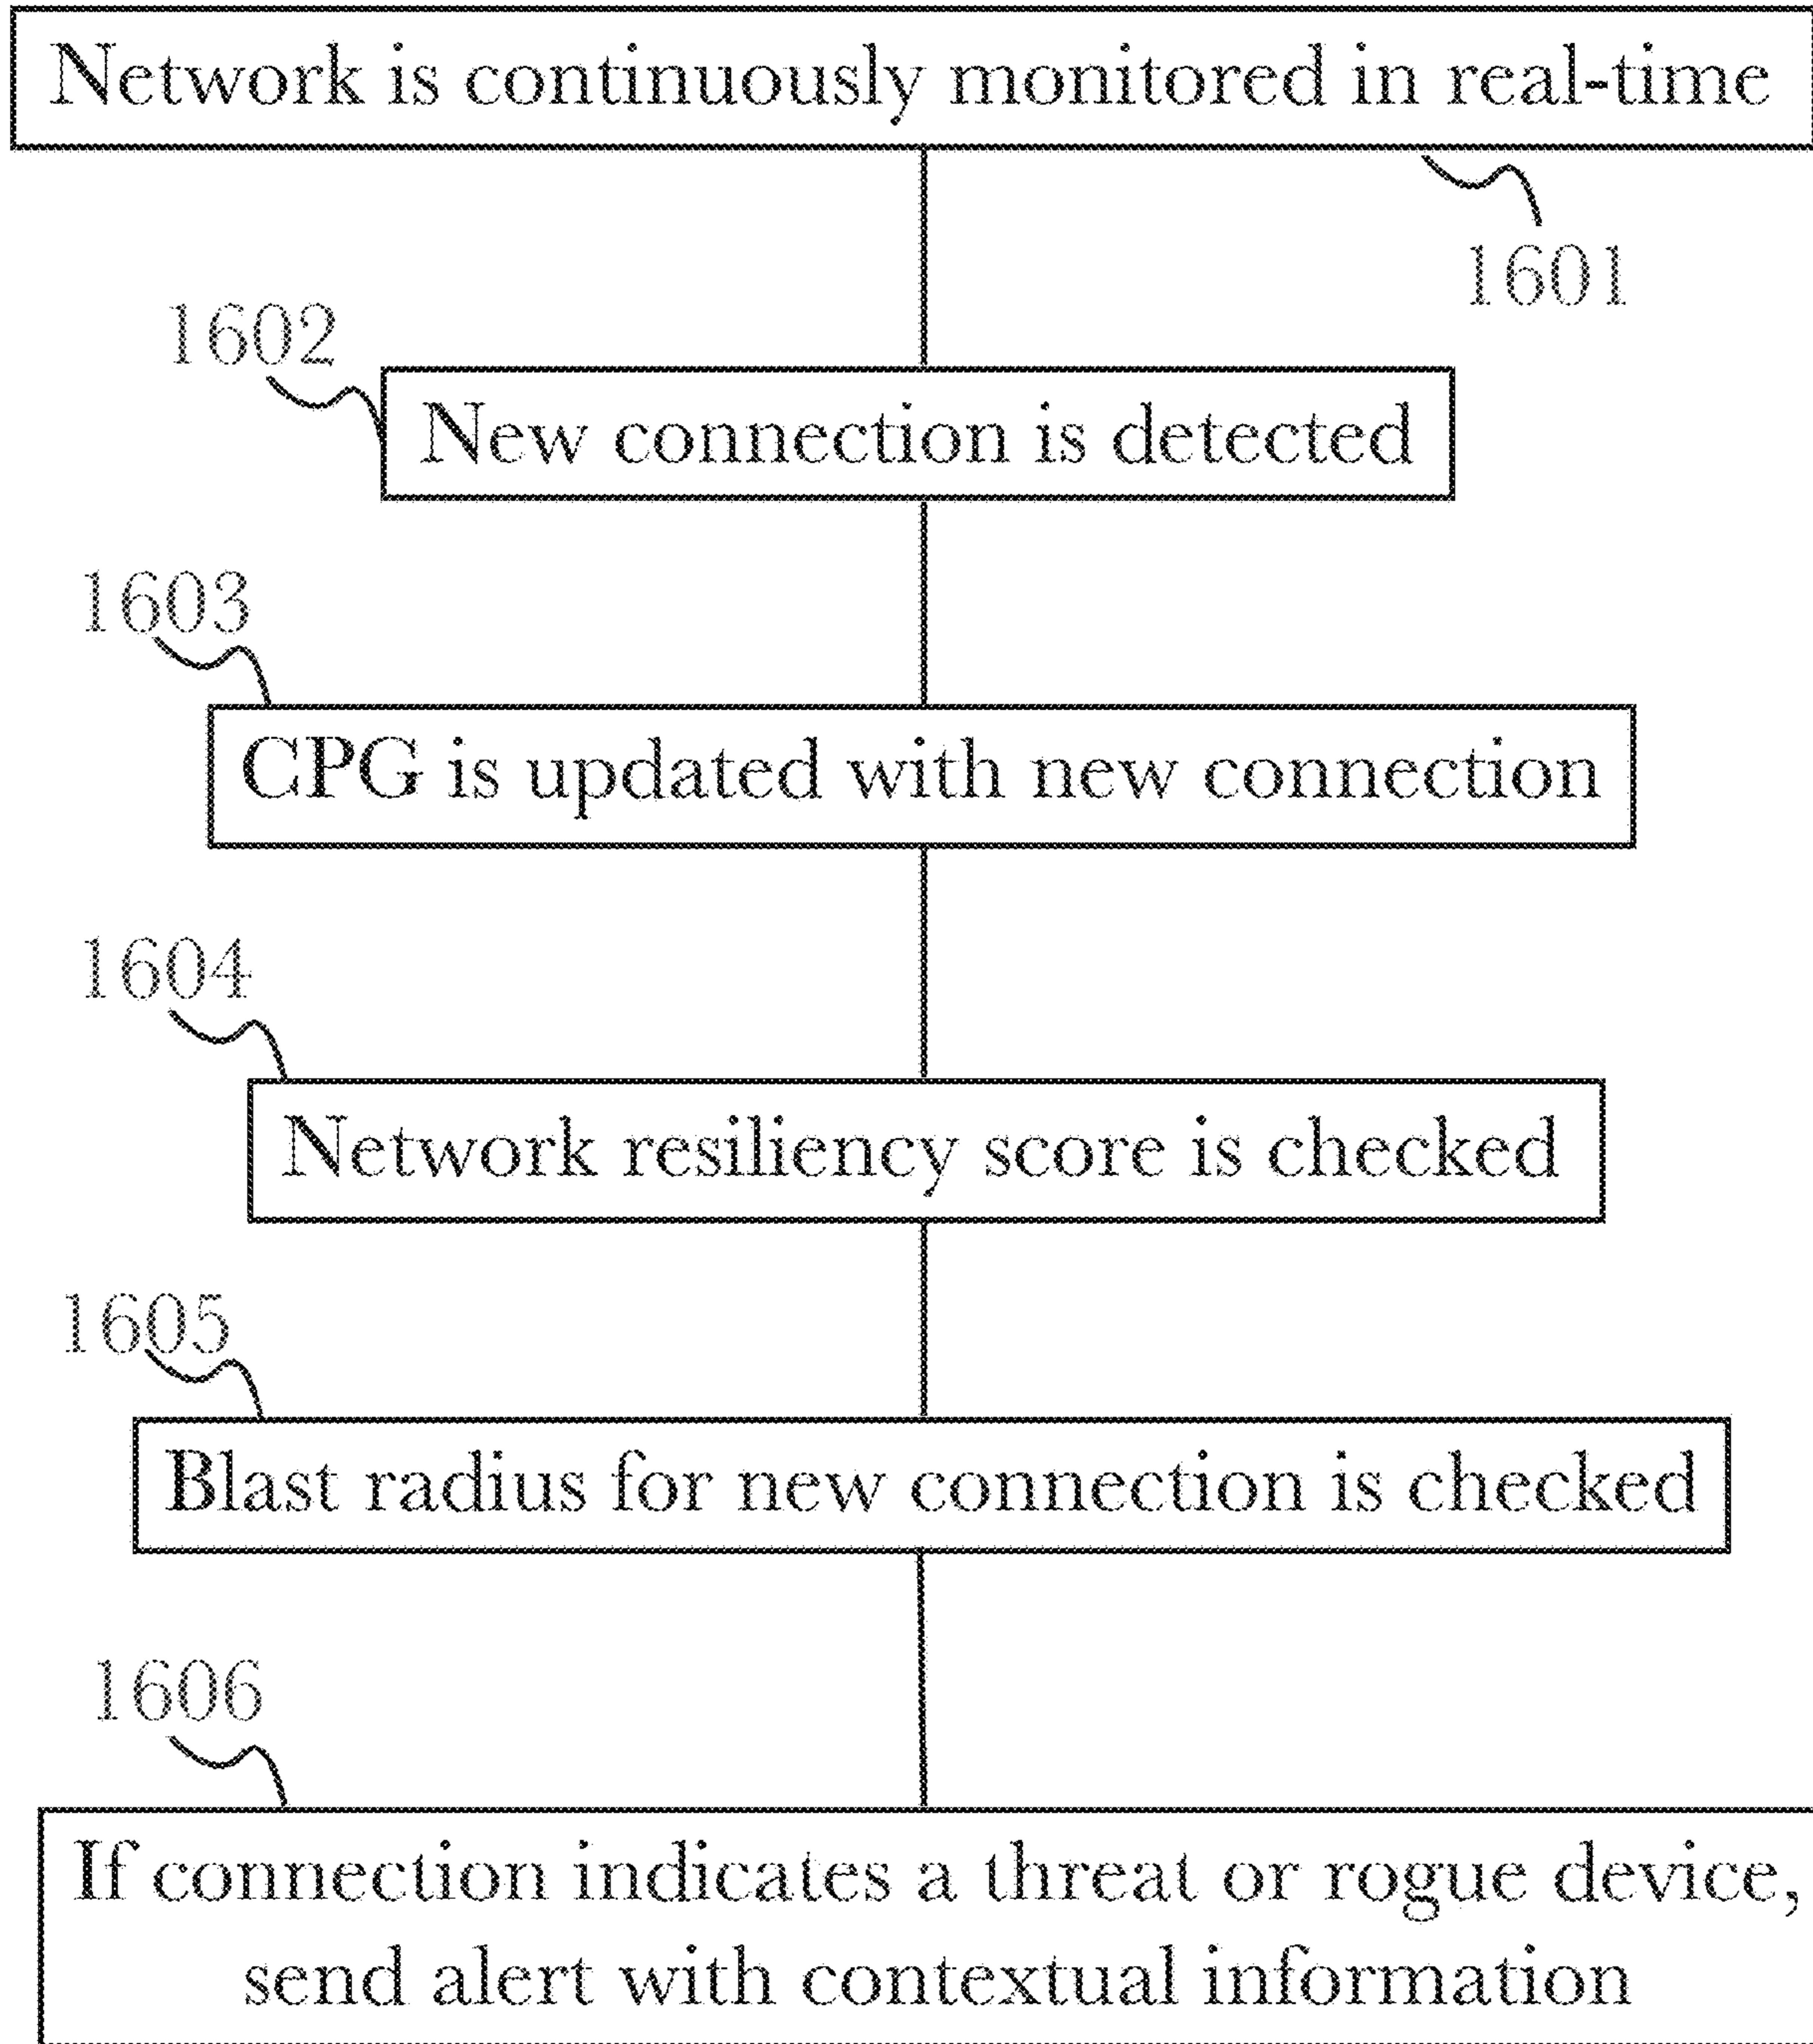 Network is continuously monitored in real-time
1601
1602
New connection is detected
1603
CPG is updated with new connection
1604
Network resiliency score is checked
1605
Blast radius for new connection is checked
1606
If connection indicates a threat or rogue device,
send alert with contextual information